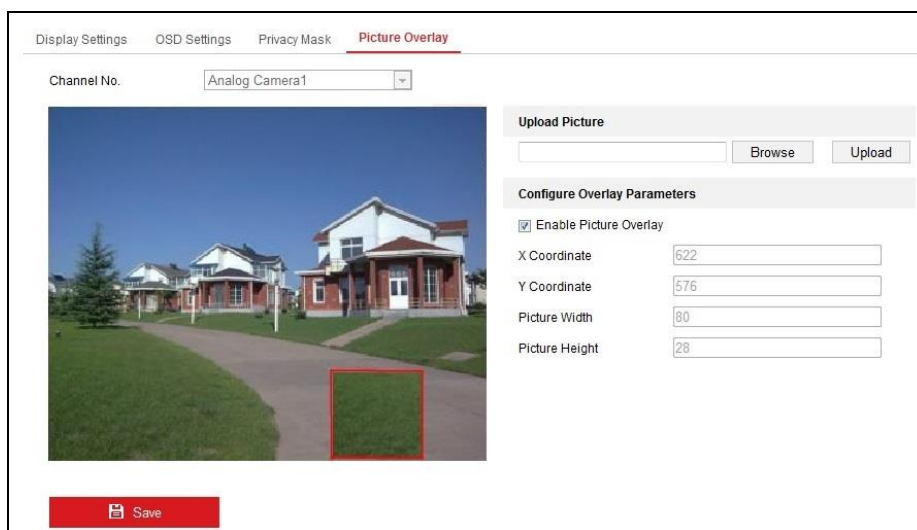 Display Settings OSD Settings Privacy Mask Picture Overlay
Channel No. Analog Camera1
Upload Picture
Browse Upload
Configure Overlay Parameters
Enable Picture Overlay
X Coordinate 622
Y Coordinate 576
Picture Width 80
Picture Height 28
Save